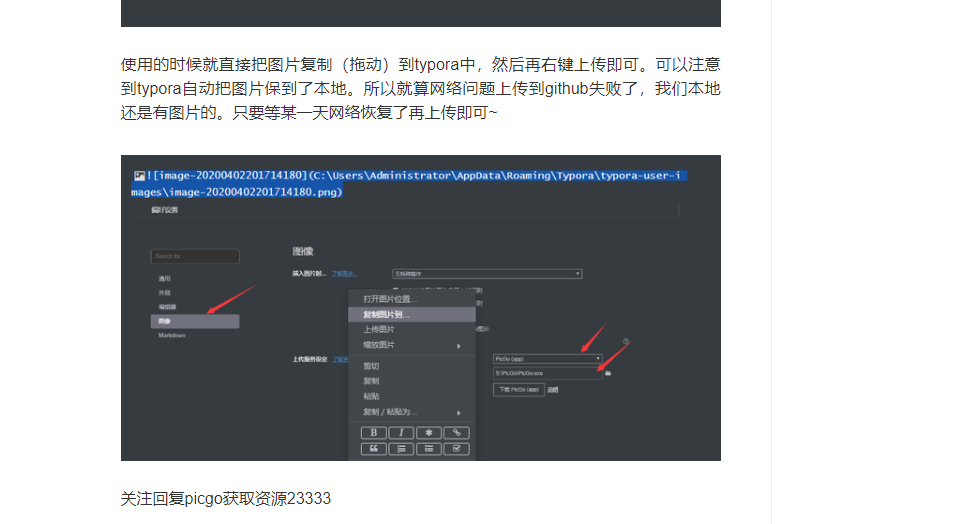 使用的时候就直接把图片复制（拖动）到typora中，然后再右键上传即可。可以注意
到typora自动把图片保到了本地。所以就算网络问题上传到github失败了，我们本地
还是有图片的。只要等某一天网络恢复了再上传即可~
![image-20200402201714180](C:\Users\Administrator\AppData\Roaming\Typora\typora-user-i
mages\image-20200402201714180.png)
偏好设置
图像
Search for...
插入图片时... 了解更多... 无特殊操作
通用
外观
编辑器
图像
Markdown
打开图片位置...
复制图片到...
上传图片
缩放图片
上传服务设定 PicGo (app)
S:\PicGo\PicGo.exe
下载 PicGo (app)
剪切
复制
粘贴
复制 / 粘贴为...
B I
关注回复picgo获取资源23333